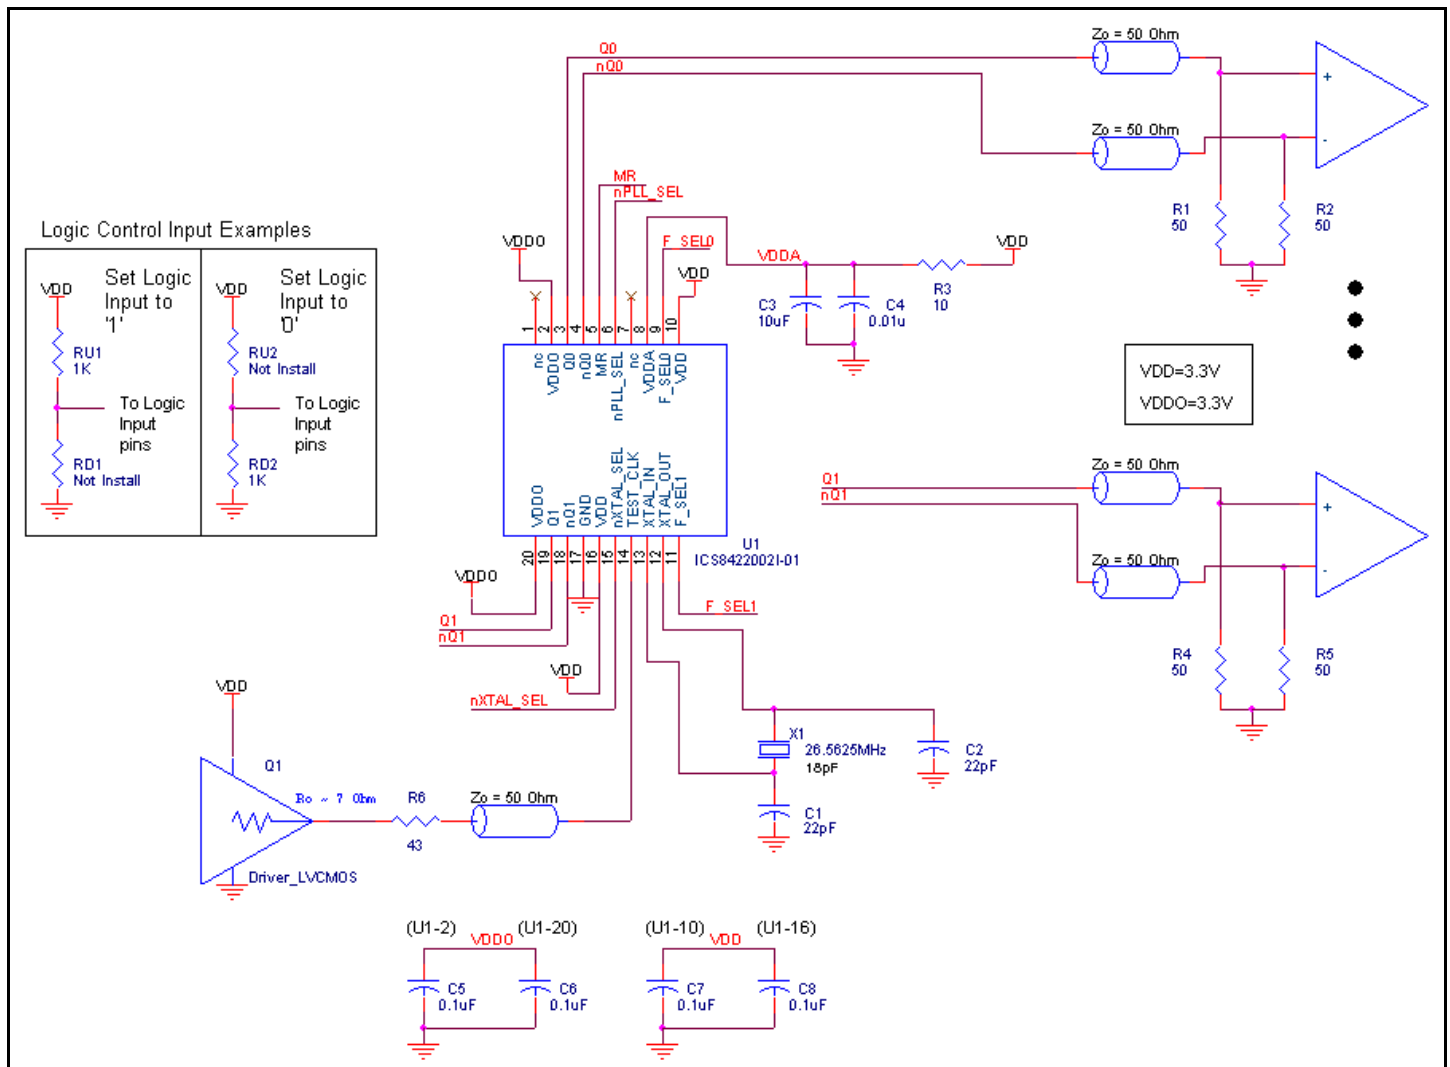 Zo = 50 Ohm
Q0
nQ0
+
Zo = 50 Ohm
-
MR
nPLL_SEL
R1
50
R2
50
Logic Control Input Examples
VDDO
F_SEL0
VDD
VDDA
VDD
Set Logic
Input to
'1'
VDD
RU1
1K
To Logic
Input
pins
RD1
Not Install
Set Logic
Input to
'0'
VDD
RU2
Not Install
To Logic
Input
pins
RD2
1K
C3
10uF
C4
0.01u
R3
10
1
2
3
4
5
6
7
8
9
10
nc
VDDO
Q0
nQ0
MR
nPLL_SEL
nc
VDDA
F_SEL0
VDD
VDD=3.3V
VDDO=3.3V
VDDO
Q1
nQ1
GND
VDD
nXTAL_SEL
TEST_CLK
XTAL_IN
XTAL_OUT
F_SEL1
20
19
18
17
16
15
14
13
12
11
U1
ICS8422002I-01
Zo = 50 Ohm
Q1
nQ1
+
Zo = 50 Ohm
-
VDDO
F_SEL1
Q1
nQ1
VDD
nXTAL_SEL
R4
50
R5
50
VDD
X1
26.5625MHz
18pF
C2
22pF
C1
22pF
Q1
Ro ~ 7 Ohm
R6
43
Zo = 50 Ohm
Driver_LVCMOS
(U1-2)
VDDO
(U1-20)
(U1-10)
VDD
(U1-16)
C5
0.1uF
C6
0.1uF
C7
0.1uF
C8
0.1uF